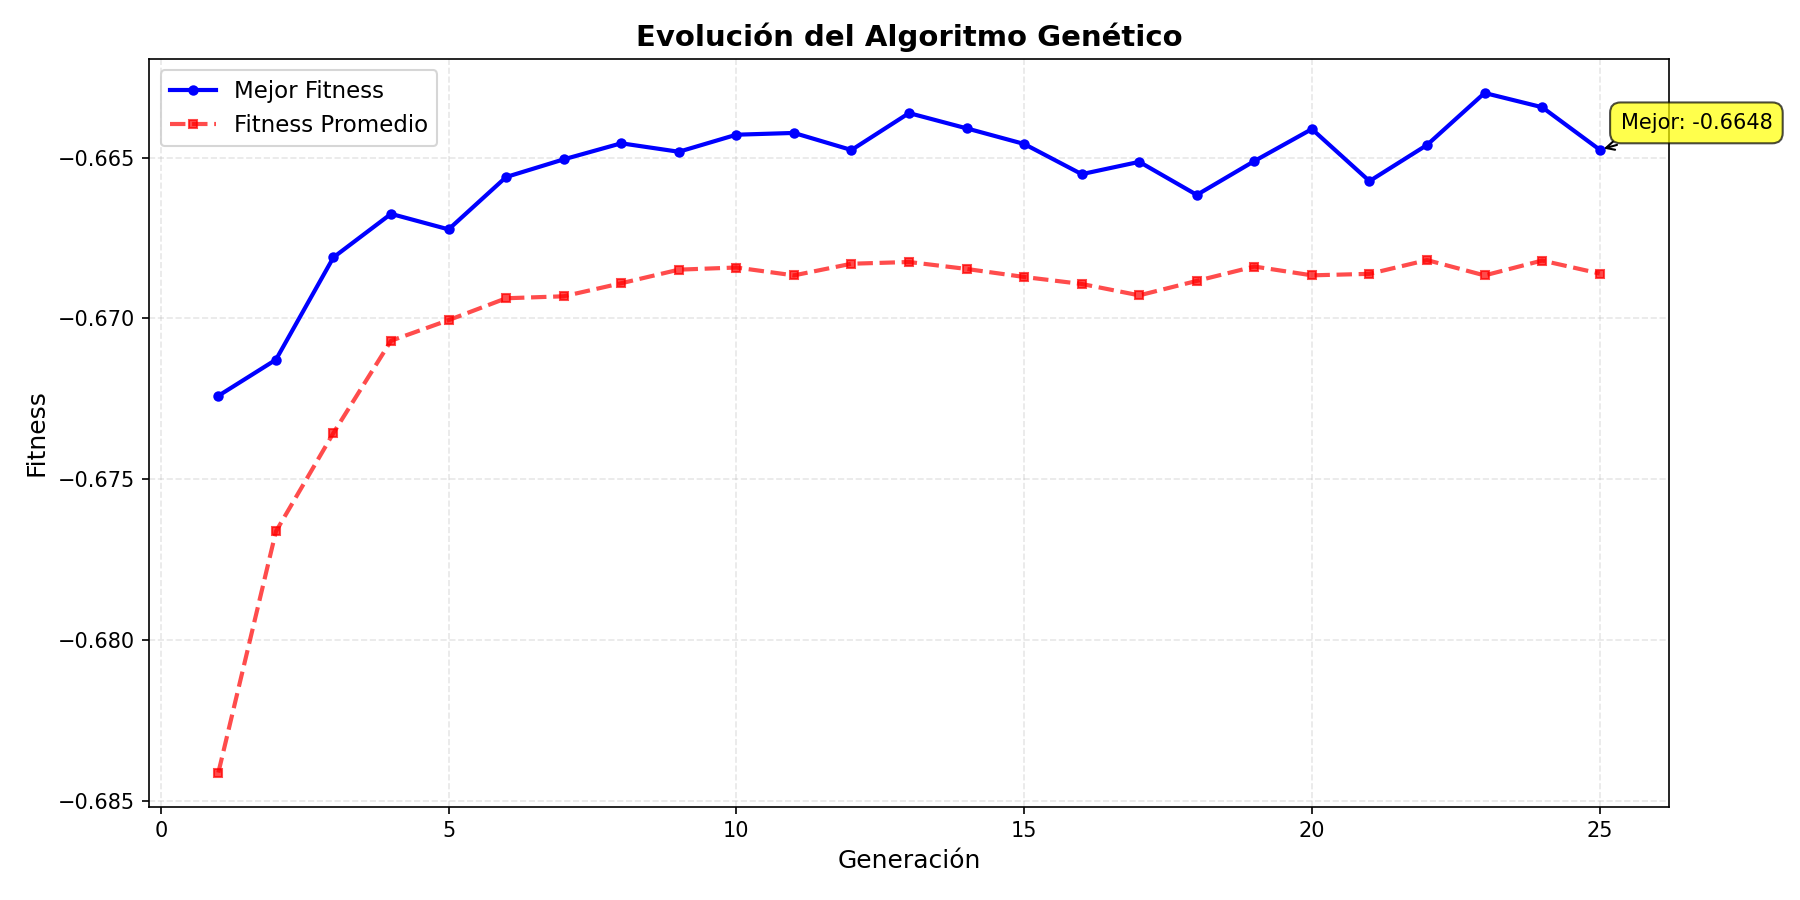 Evolución del Algoritmo Genético
Mejor Fitness
Fitness Promedio
Mejor: -0.6648
−0.665
−0.670
−0.675
−0.680
−0.685
Fitness
0 5 10 15 20 25
Generación